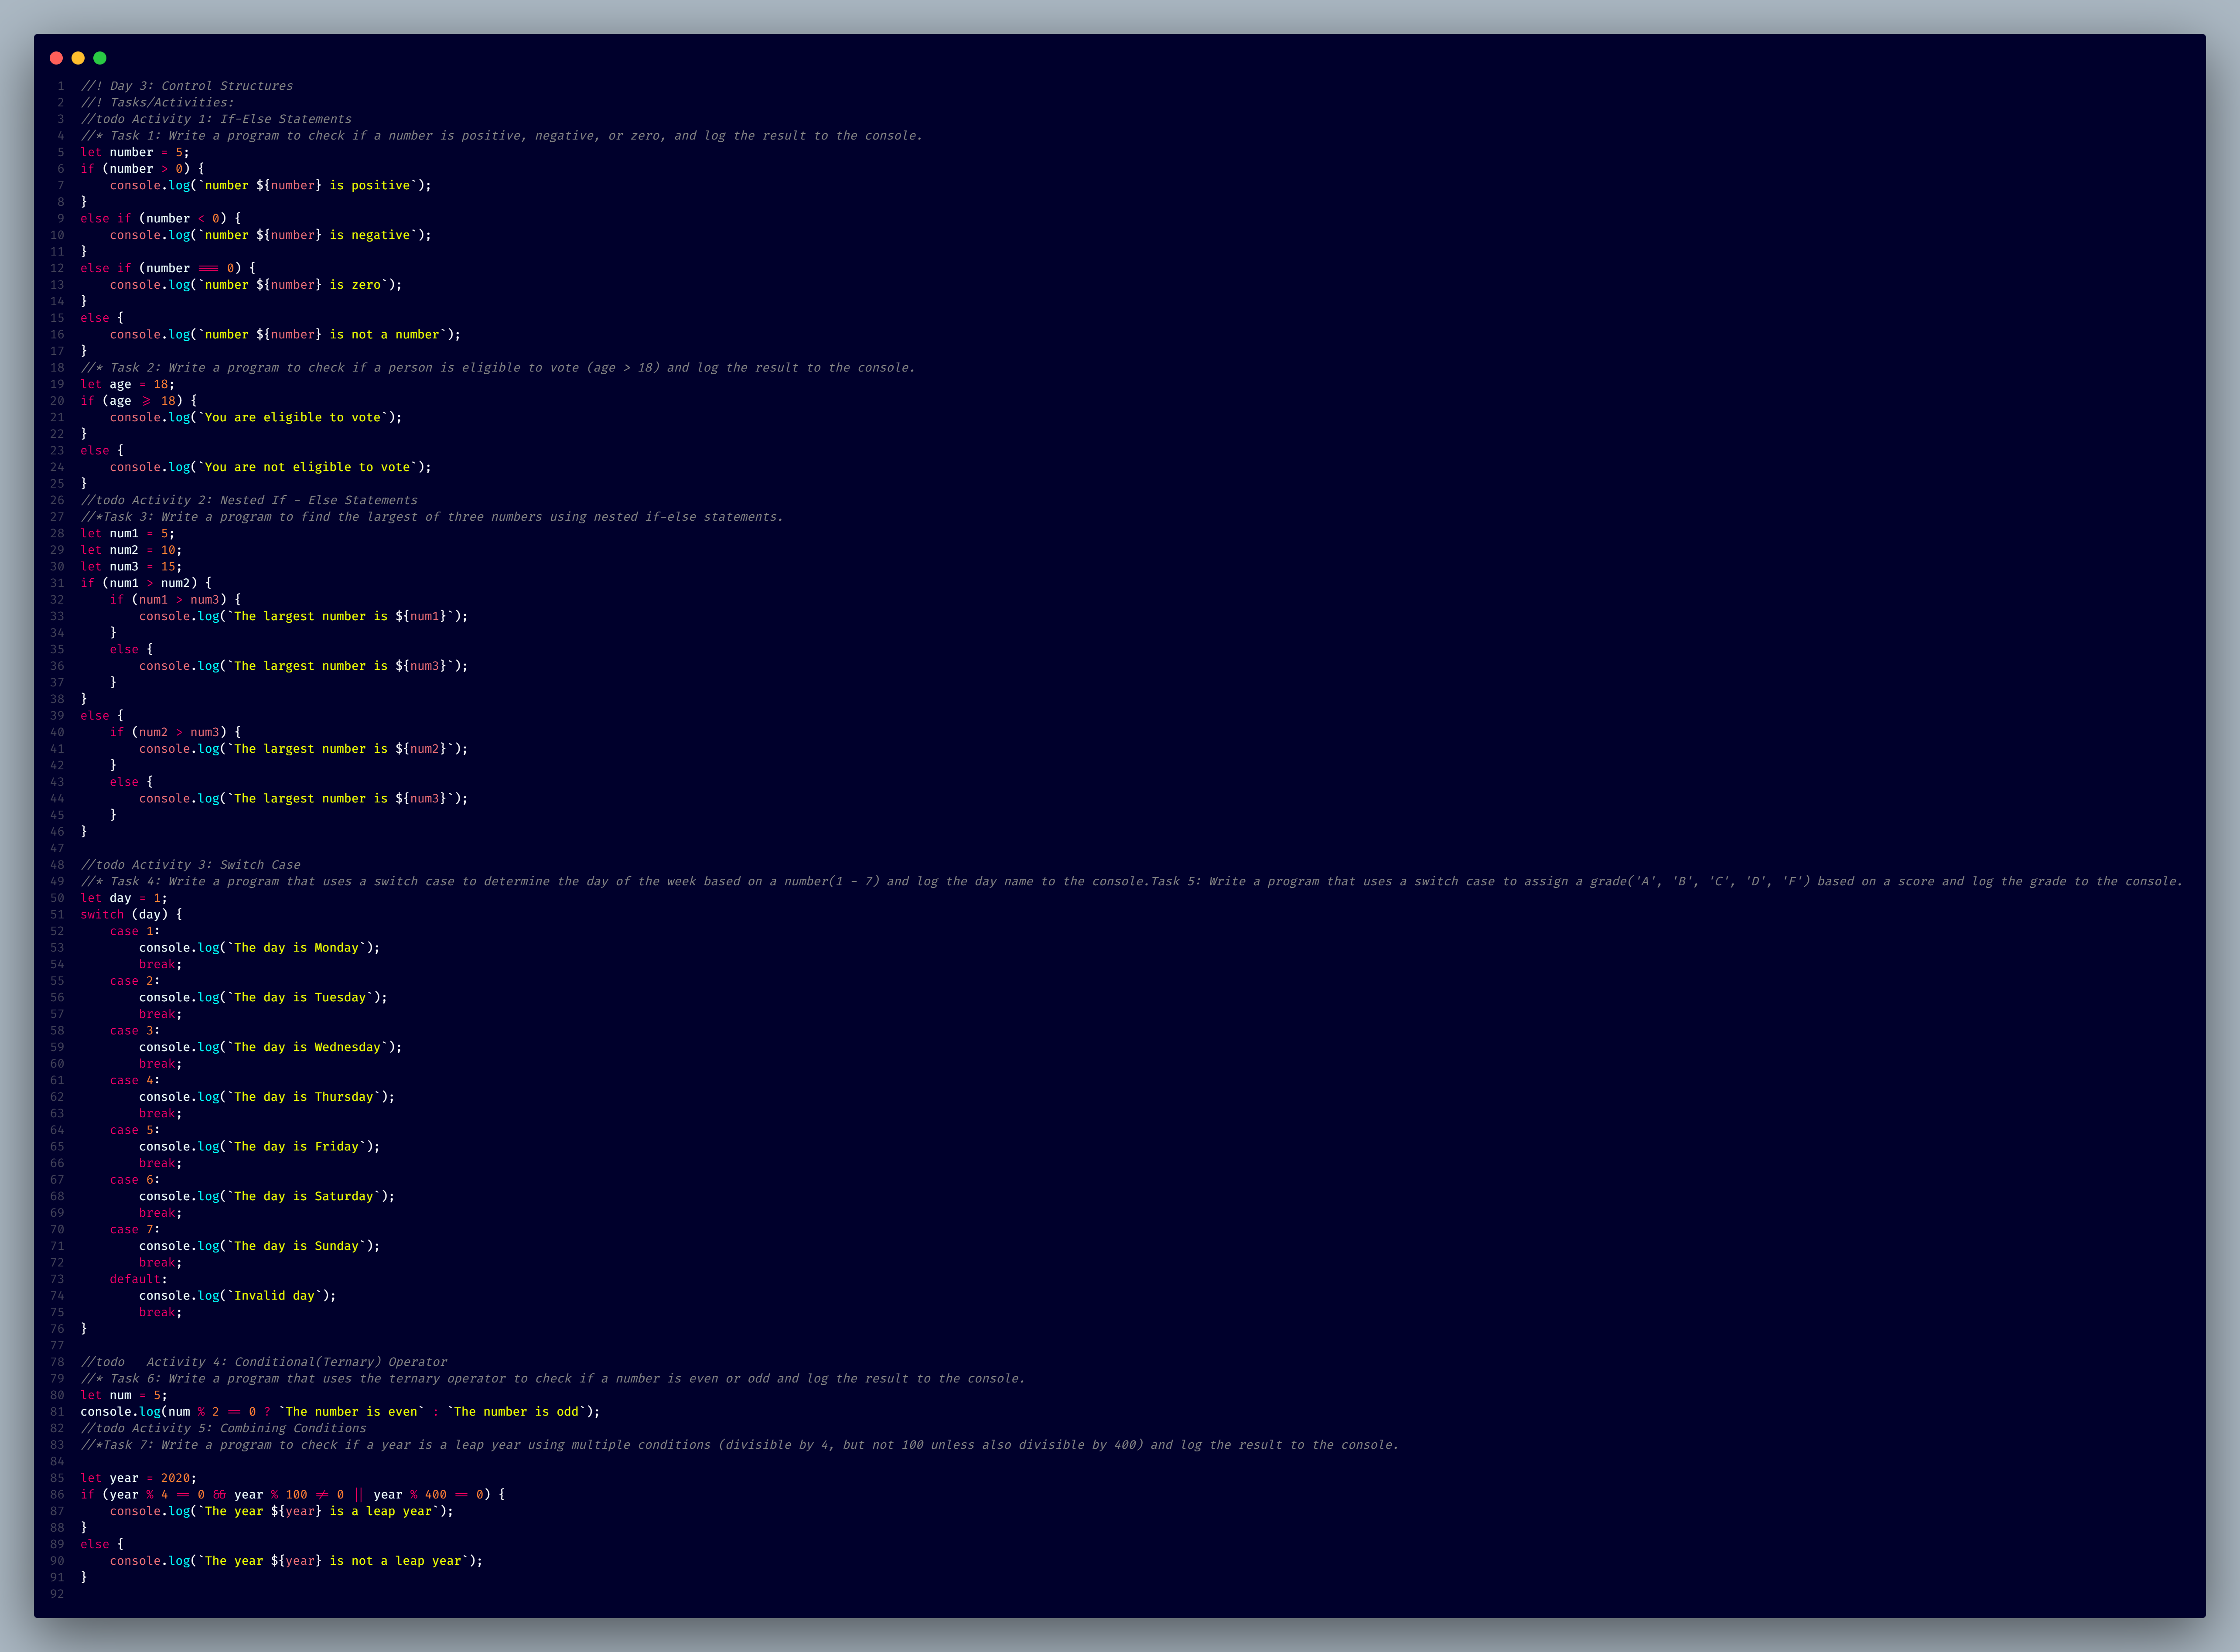 1 //! Day 3: Control Structures
2 //! Tasks/Activities:
3 //todo Activity 1: If-Else Statements
4 //* Task 1: Write a program to check if a number is positive, negative, or zero, and log the result to the console.
5 let number = 5;
6 if (number > 0) {
7     console.log(`number ${number} is positive`);
8 }
9 else if (number < 0) {
10     console.log(`number ${number} is negative`);
11 }
12 else if (number === 0) {
13     console.log(`number ${number} is zero`);
14 }
15 else {
16     console.log(`number ${number} is not a number`);
17 }
18 //* Task 2: Write a program to check if a person is eligible to vote (age > 18) and log the result to the console.
19 let age = 18;
20 if (age >= 18) {
21     console.log(`You are eligible to vote`);
22 }
23 else {
24     console.log(`You are not eligible to vote`);
25 }
26 //todo Activity 2: Nested If - Else Statements
27 //*Task 3: Write a program to find the largest of three numbers using nested if-else statements.
28 let num1 = 5;
29 let num2 = 10;
30 let num3 = 15;
31 if (num1 > num2) {
32     if (num1 > num3) {
33         console.log(`The largest number is ${num1}`);
34     }
35     else {
36         console.log(`The largest number is ${num3}`);
37     }
38 }
39 else {
40     if (num2 > num3) {
41         console.log(`The largest number is ${num2}`);
42     }
43     else {
44         console.log(`The largest number is ${num3}`);
45     }
46 }
47
48 //todo Activity 3: Switch Case
49 //* Task 4: Write a program that uses a switch case to determine the day of the week based on a number(1 - 7) and log the day name to the console.Task 5: Write a program that uses a switch case to assign a grade('A', 'B', 'C', 'D', 'F') based on a score and log the grade to the console.
50 let day = 1;
51 switch (day) {
52     case 1:
53         console.log(`The day is Monday`);
54         break;
55     case 2:
56         console.log(`The day is Tuesday`);
57         break;
58     case 3:
59         console.log(`The day is Wednesday`);
60         break;
61     case 4:
62         console.log(`The day is Thursday`);
63         break;
64     case 5:
65         console.log(`The day is Friday`);
66         break;
67     case 6:
68         console.log(`The day is Saturday`);
69         break;
70     case 7:
71         console.log(`The day is Sunday`);
72         break;
73     default:
74         console.log(`Invalid day`);
75         break;
76 }
77
78 //todo   Activity 4: Conditional(Ternary) Operator
79 //* Task 6: Write a program that uses the ternary operator to check if a number is even or odd and log the result to the console.
80 let num = 5;
81 console.log(num % 2 == 0 ? `The number is even` : `The number is odd`);
82 //todo Activity 5: Combining Conditions
83 //*Task 7: Write a program to check if a year is a leap year using multiple conditions (divisible by 4, but not 100 unless also divisible by 400) and log the result to the console.
84
85 let year = 2020;
86 if (year % 4 == 0 && year % 100 != 0 || year % 400 == 0) {
87     console.log(`The year ${year} is a leap year`);
88 }
89 else {
90     console.log(`The year ${year} is not a leap year`);
91 }
92